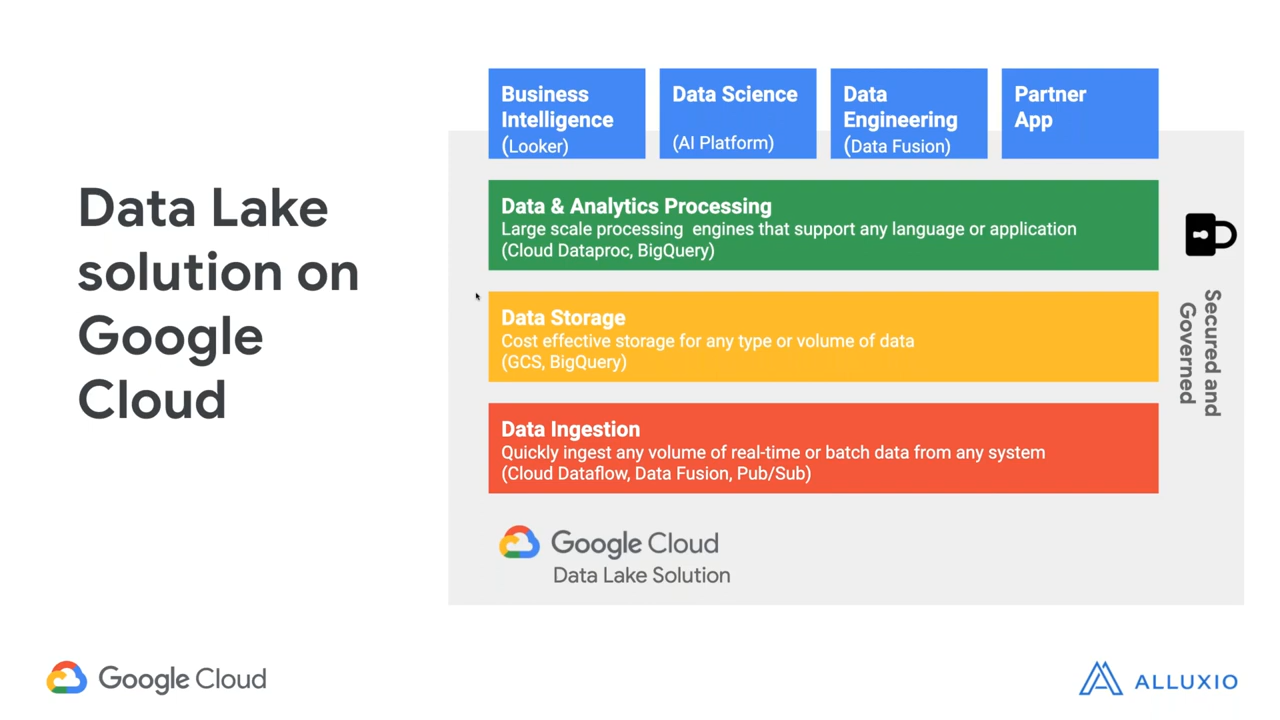 Data Lake
solution on
Google
Cloud
Business
Intelligence
(Looker)
Data Science
(AI Platform)
Data
Engineering
(Data Fusion)
Partner
App
Data & Analytics Processing
Large scale processing engines that support any language or application
(Cloud Dataproc, BigQuery)
Data Storage
Cost effective storage for any type or volume of data
(GCS, BigQuery)
Data Ingestion
Quickly ingest any volume of real-time or batch data from any system
(Cloud Dataflow, Data Fusion, Pub/Sub)
Secured and
Governed
Google Cloud
Data Lake Solution
Google Cloud
ALLUXIO